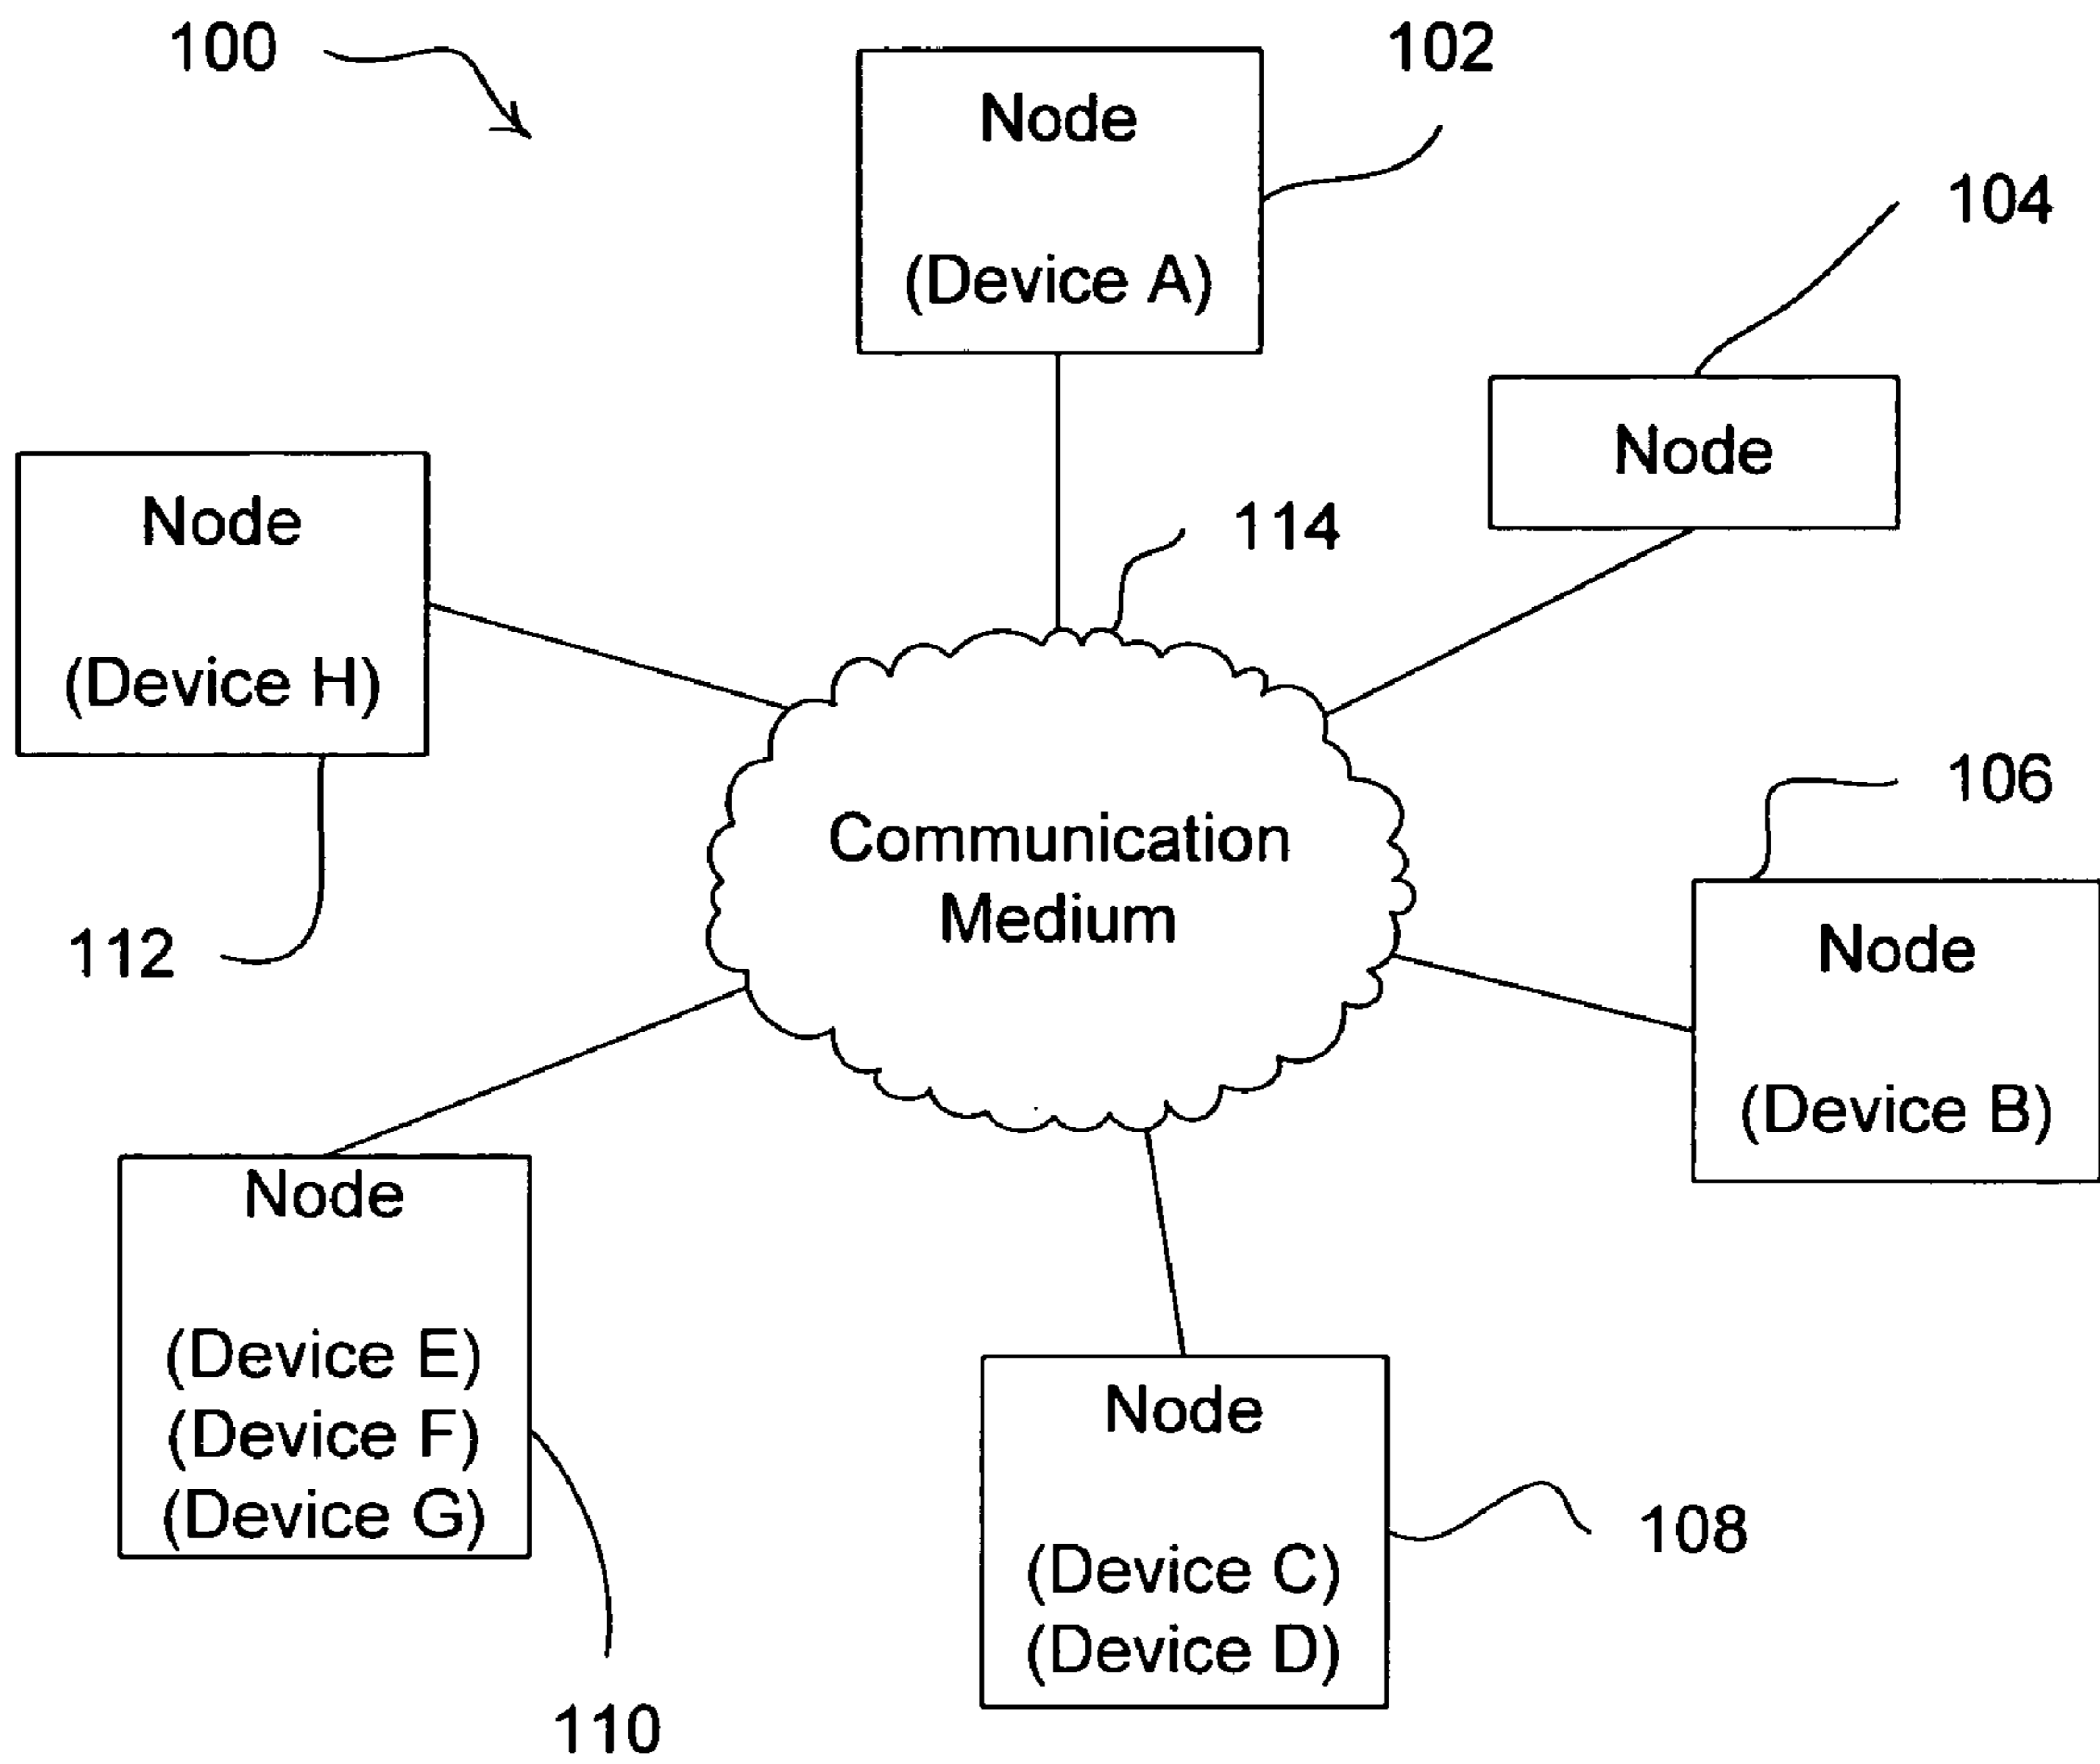 100
102
Node
(Device A)
104
Node
114
Node
(Device H)
106
Communication
Medium
112
Node
(Device B)
Node
(Device E)
(Device F)
(Device G)
Node
(Device C)
(Device D)
108
110